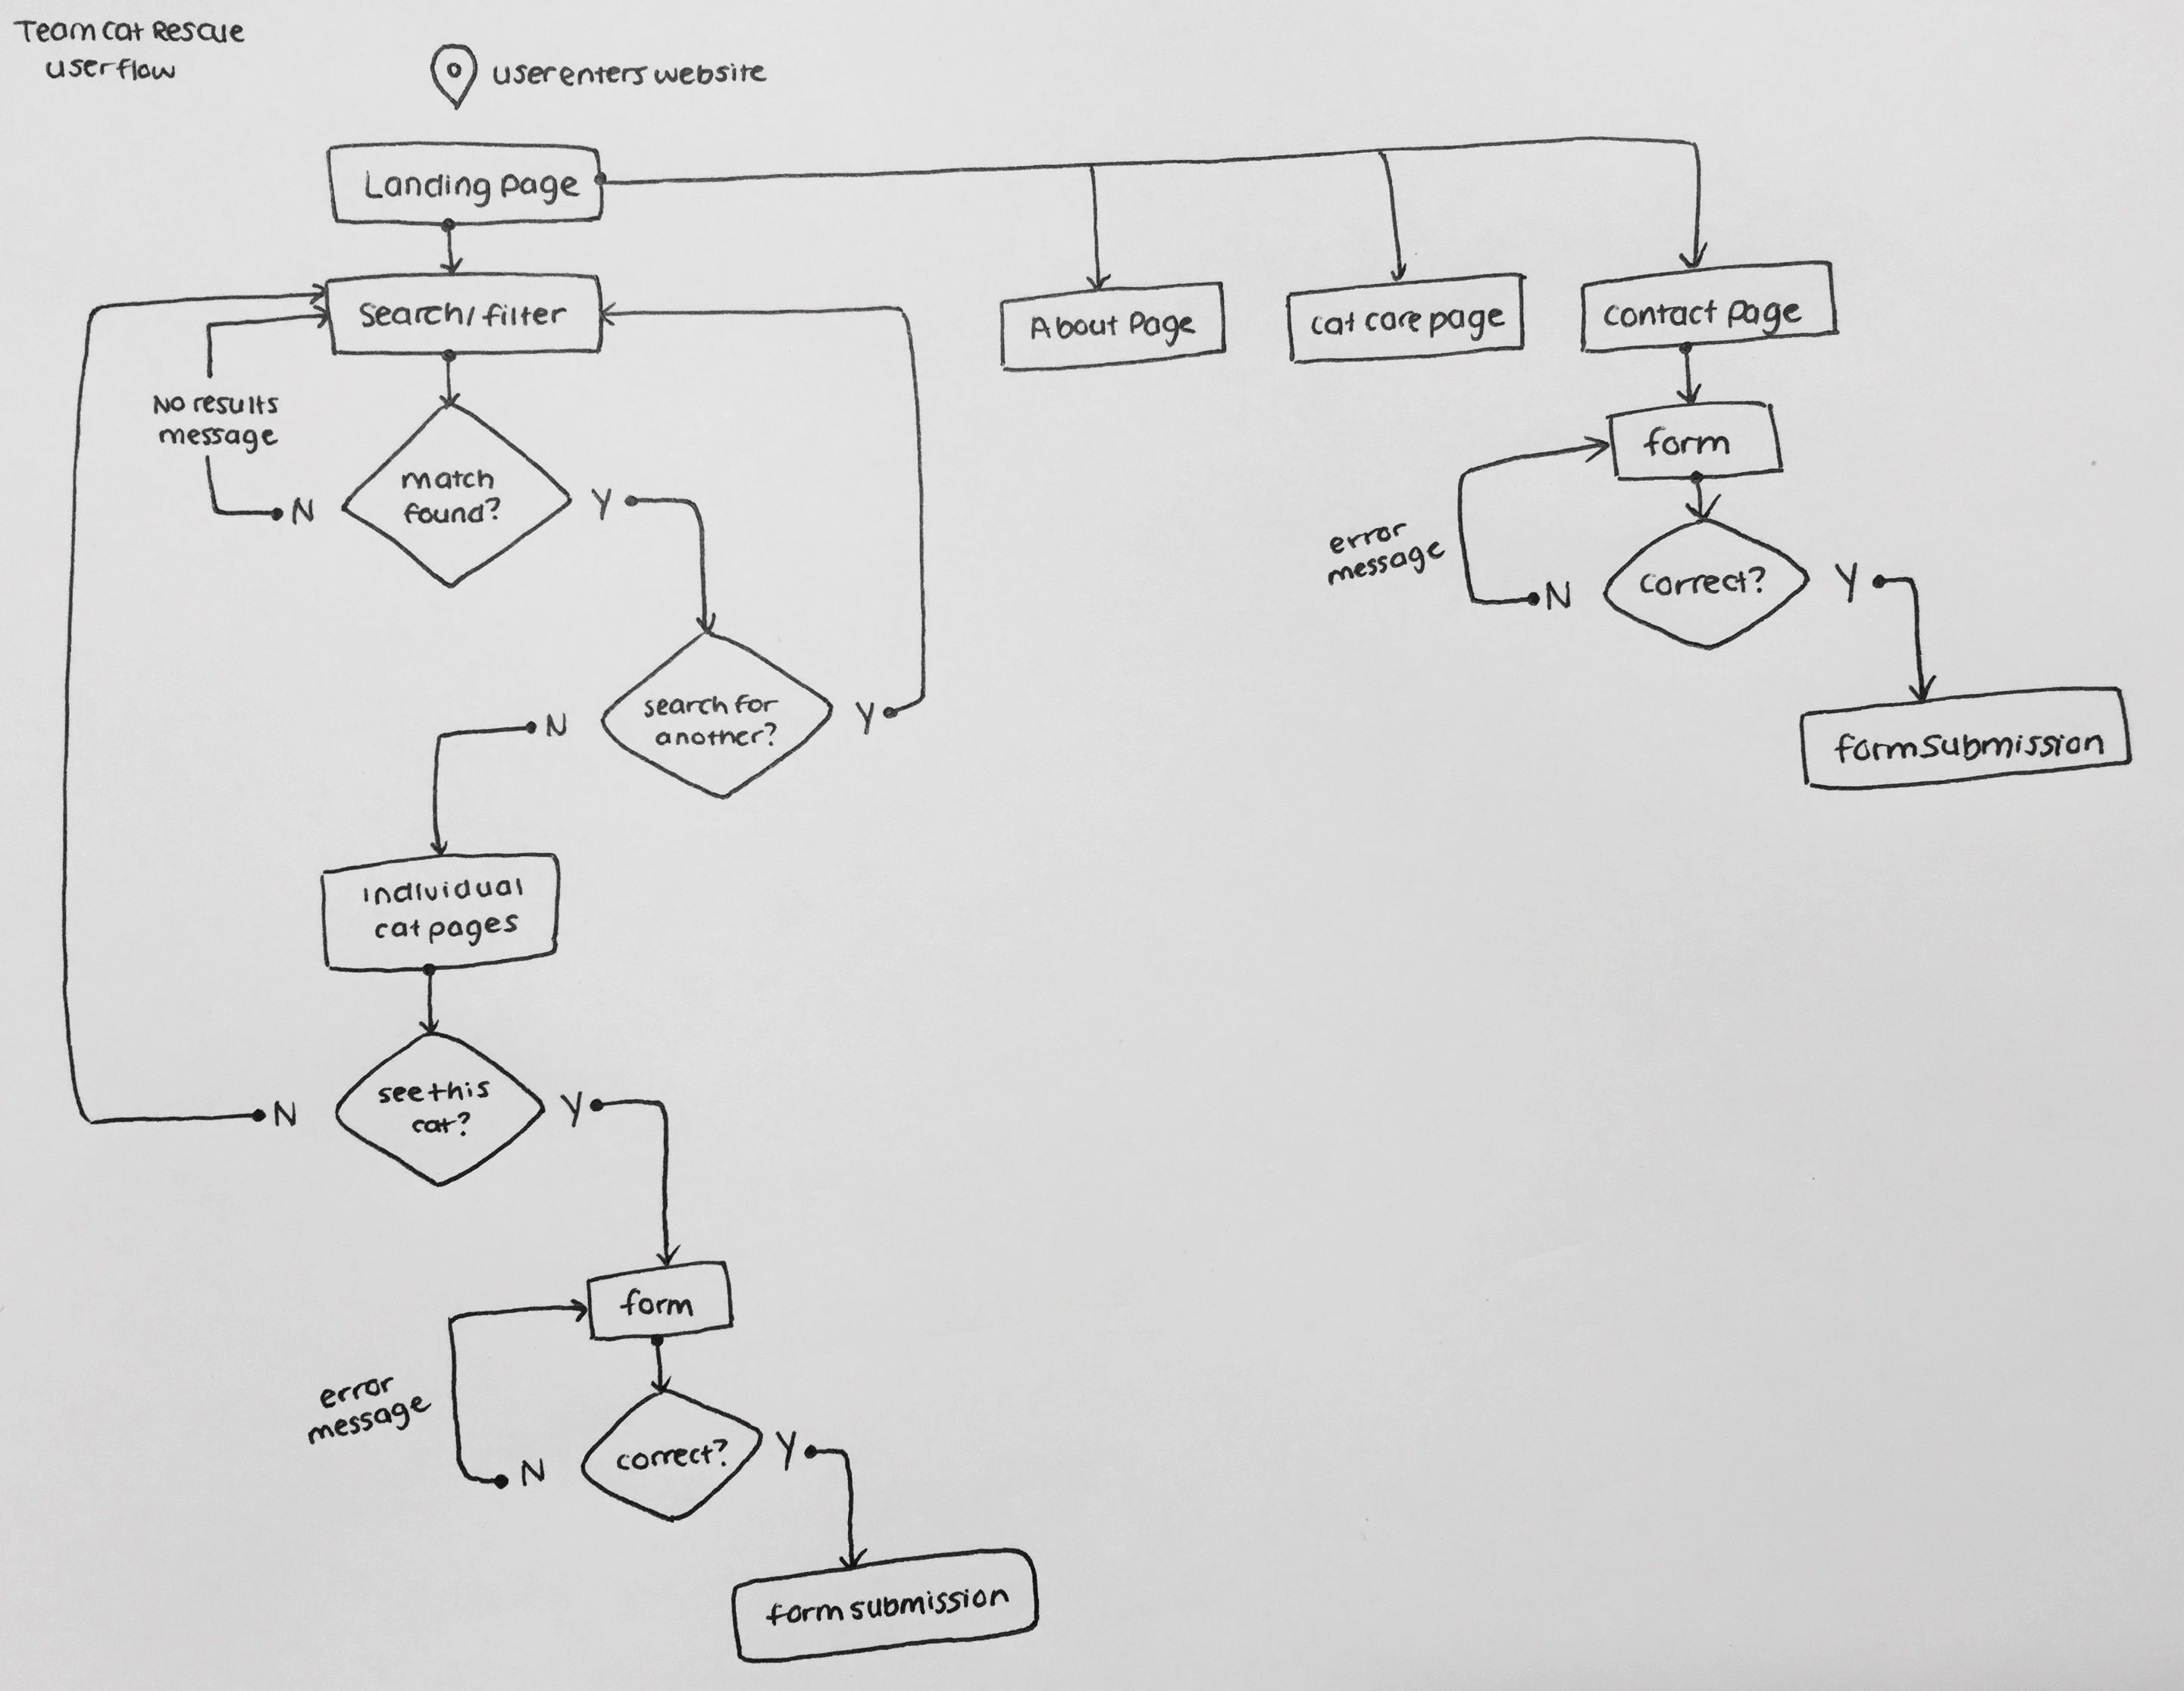 Team Cat Rescue
user flow
user enters website
Landing page
Search/filter
About Page
cat care page
contact page
No results
message
match
found?
N
Y
form
error
message
correct?
N
Y
search for
another?
N
Y
form submission
individual
cat pages
see this
cat?
N
Y
form
error
message
correct?
N
Y
form submission